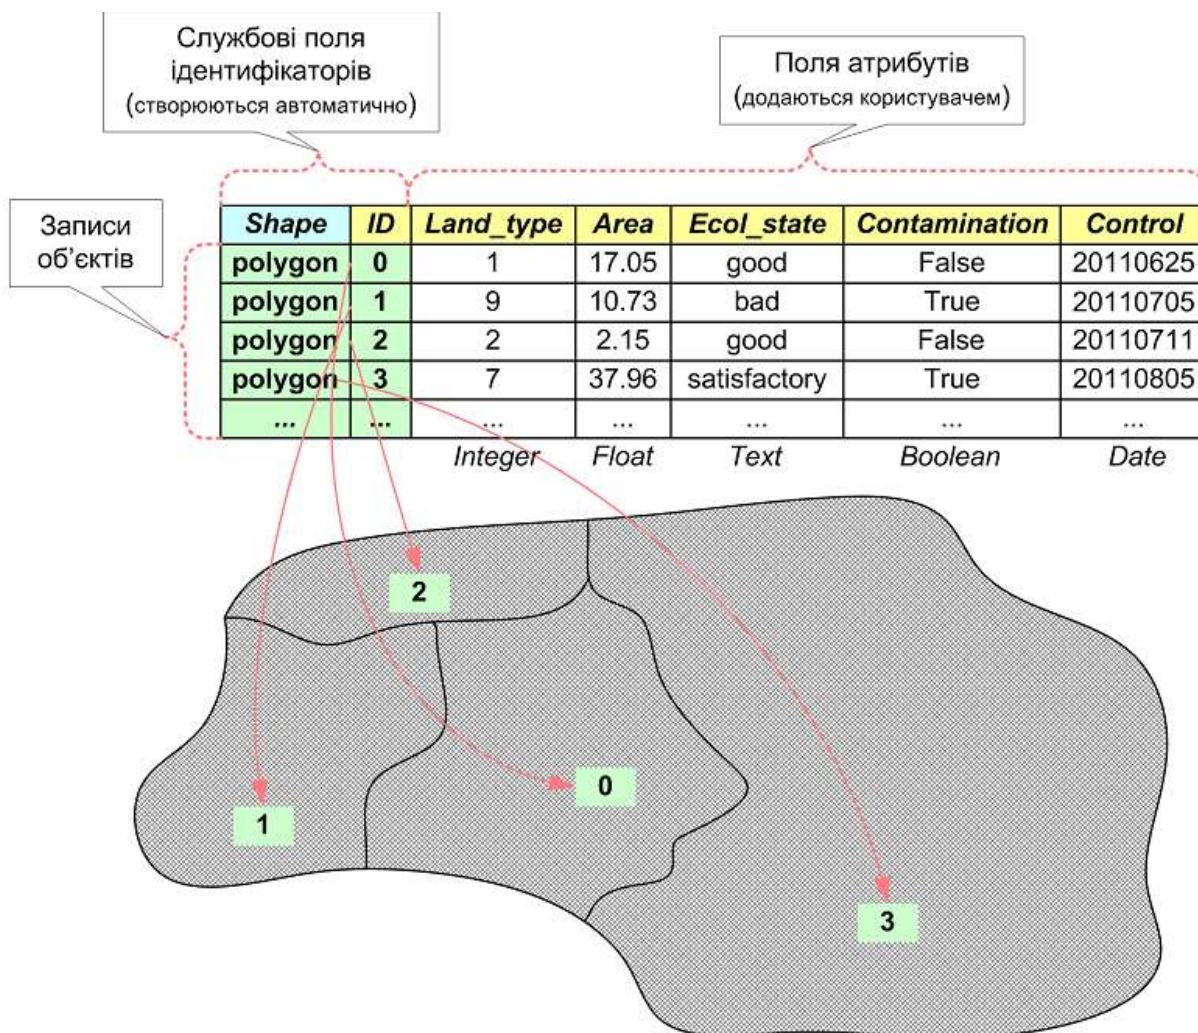 Службові поля
ідентифікаторів
(створюються автоматично)
Поля атрибутів
(додаються користувачем)
Записи
об’єктів
Shape ID Land_type Area Ecol_state Contamination Control
polygon 0 1 17.05 good False 20110625
polygon 1 9 10.73 bad True 20110705
polygon 2 2 2.15 good False 20110711
polygon 3 7 37.96 satisfactory True 20110805
... ... ... ... ... ... ...
Integer Float Text Boolean Date
2
0
1
3